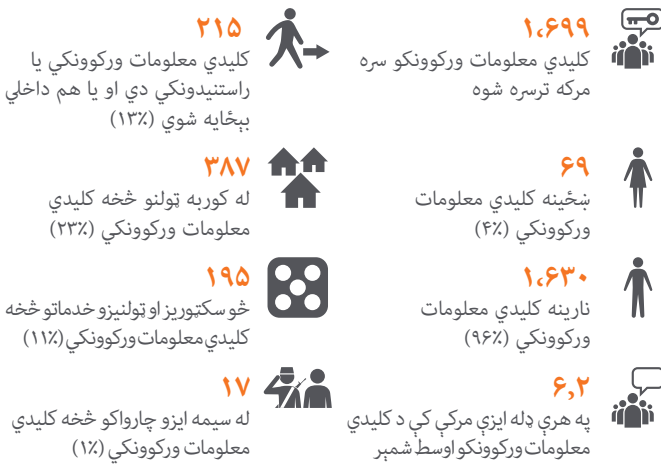 ۱،۶۹۹
کليدي معلومات ورکوونکو سره
مرکه ترسره شوه
۲۱۵
کليدي معلومات ورکوونکي يا
راستنيدونکي دي او يا هم داخلي
بېځايه شوي (۱۳٪)
۶۹
ښځينه کليدي معلومات
ورکوونکي (۴٪)
۳۸۷
له کوربه ټولنو څخه کليدي
معلومات ورکوونکي (۲۳٪)
۱،۶۳۰
نارينه کليدي معلومات
ورکوونکي (۹۶٪)
۱۹۵
څو سکټوريز او ټولنيزو خدماتو څخه
کليدي معلومات ورکوونکي (۱۱٪)
۶,۲
په هرې ډله ايزې مرکې کې د کليدي
معلومات ورکوونکو اوسط شمېر
۱۷
له سيمه ايزو چارواکو څخه کليدي
معلومات ورکوونکي (۱٪)